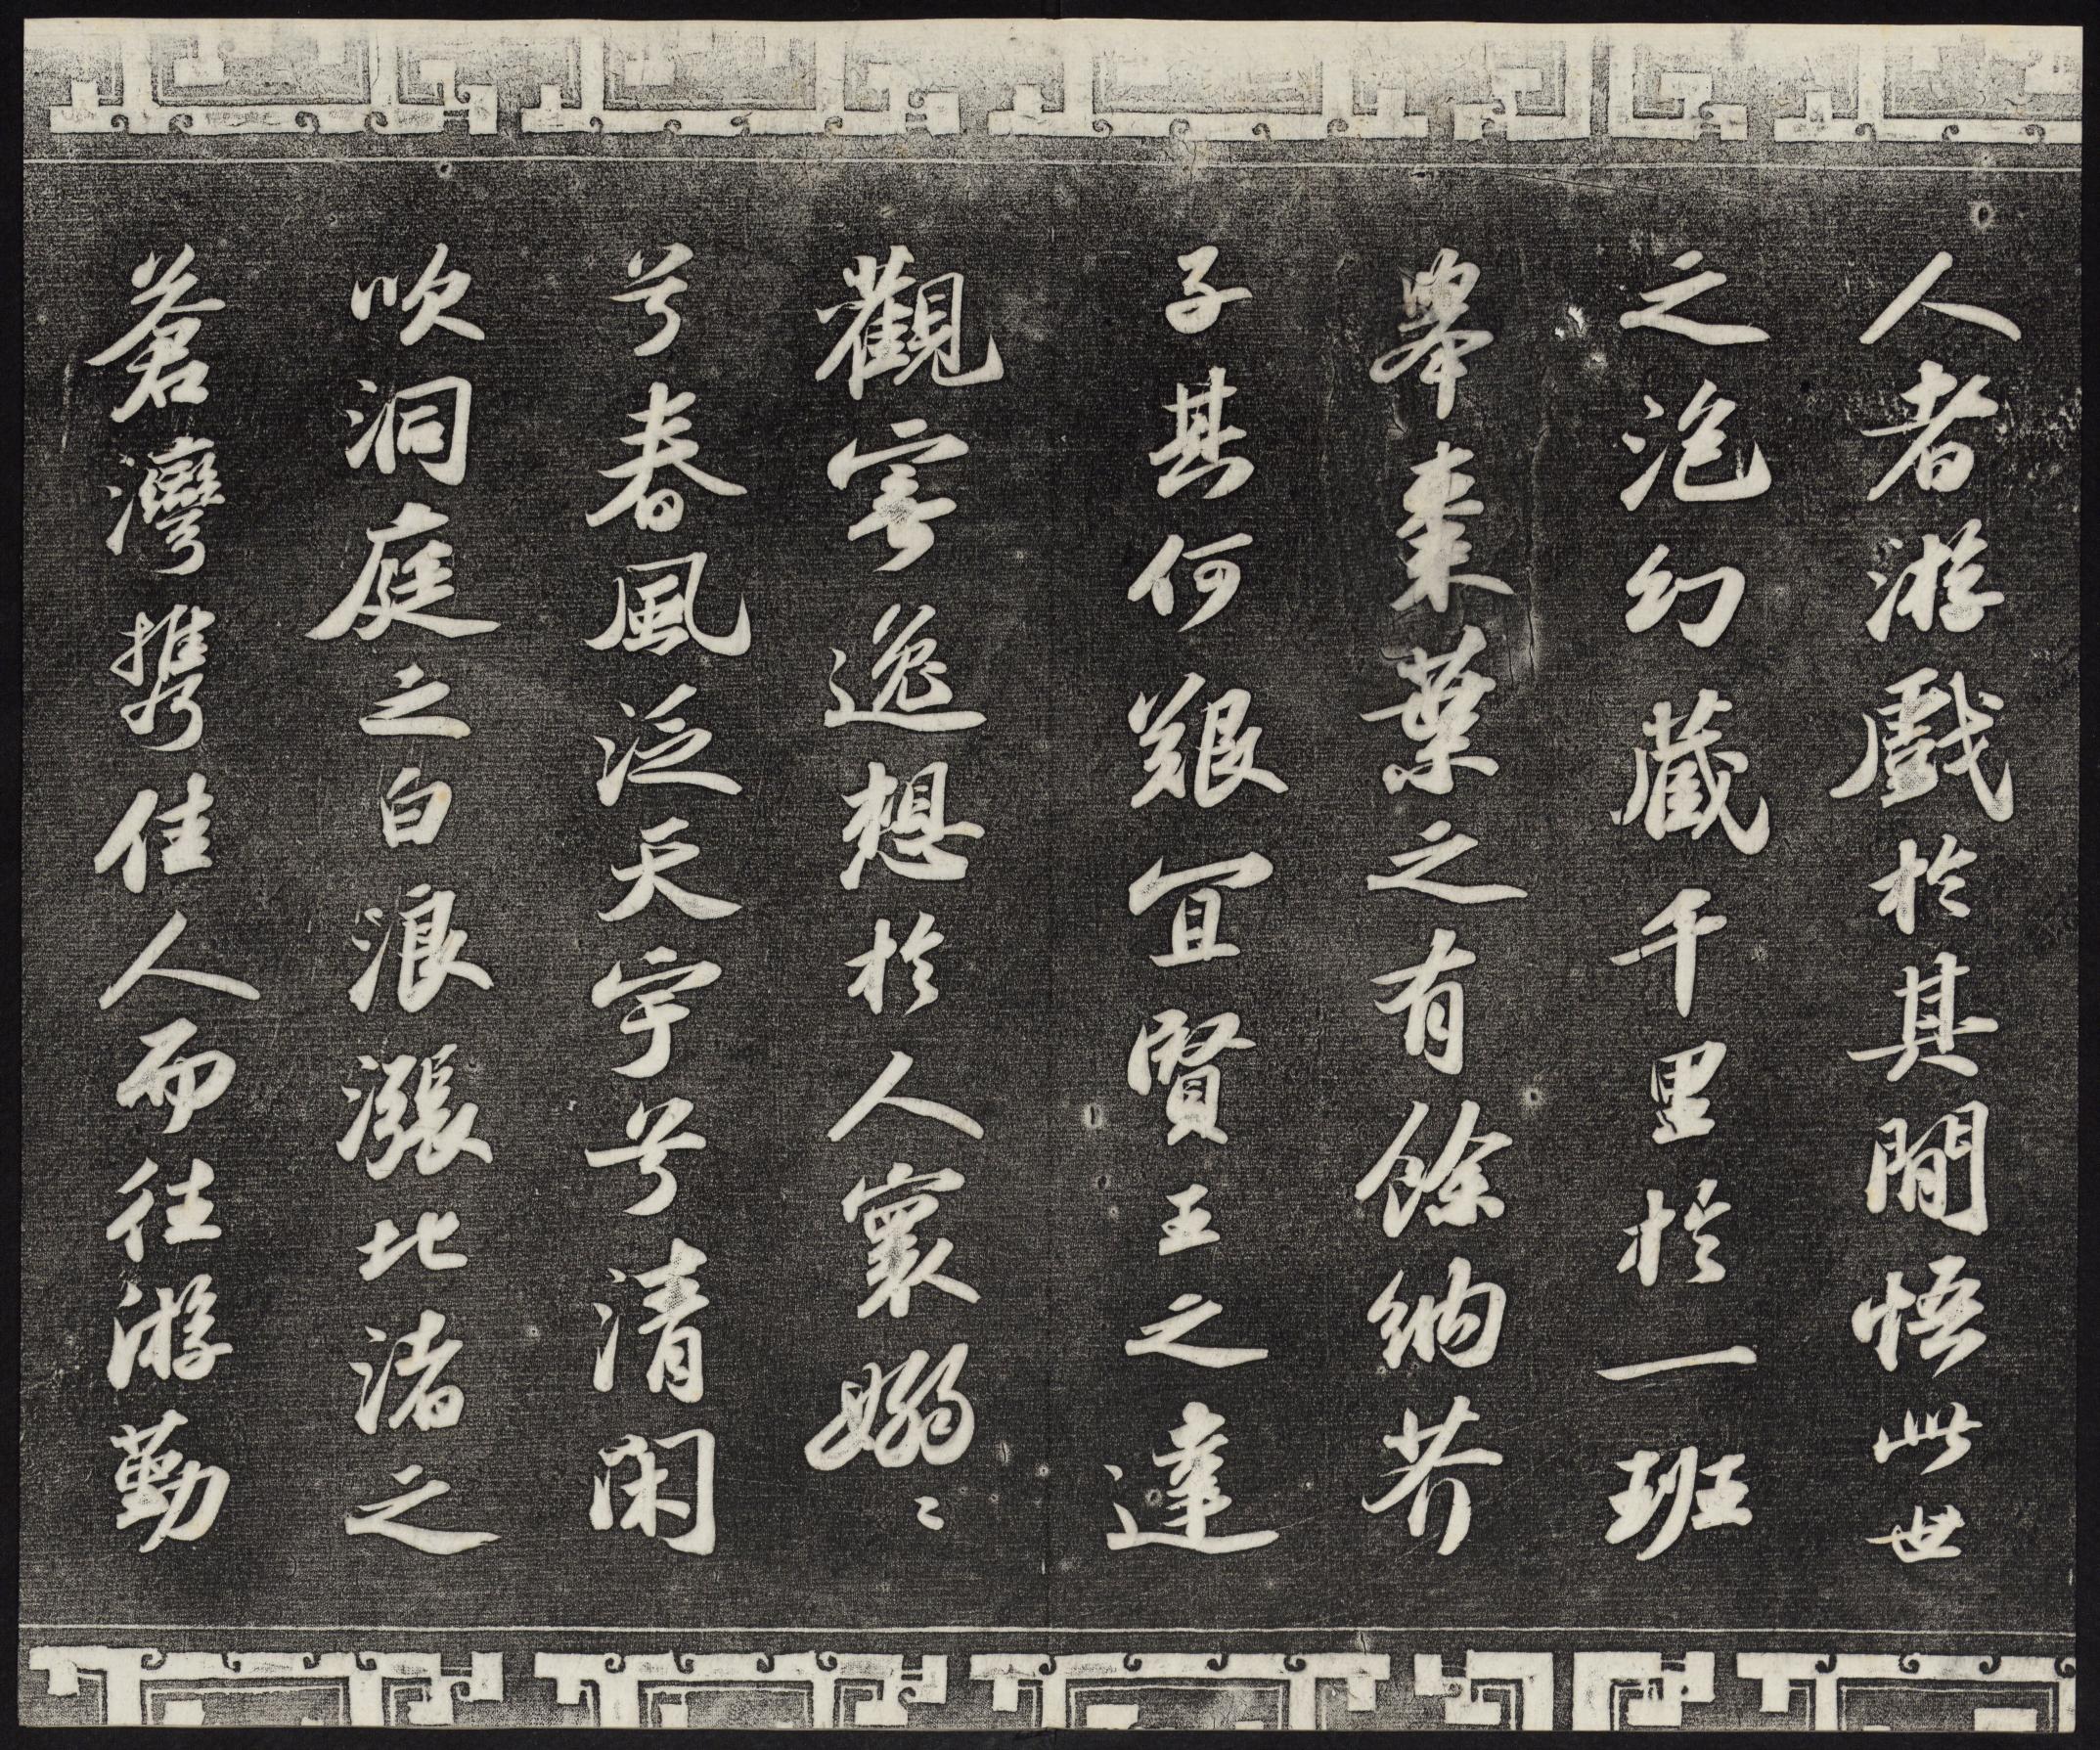 人者游戲於其間悟此世
之泡幻藏千里於一班
舉棗葉之有餘納芥
子其何艱宜賢王之達
觀寄逸想於人寰嫋〻
兮春風泛天宇兮清閑
吹洞庭之白浪漲北渚之
蒼灣攜佳人而往游勤